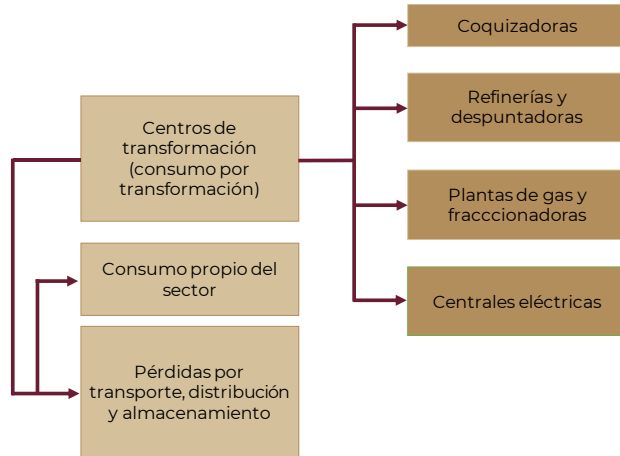 Centros de
transformación
(consumo por
transformación)
Consumo propio del
sector
Pérdidas por
transporte, distribución
y almacenamiento
Coquizadoras
Refinerías y
despuntadoras
Plantas de gas y
fracccionadoras
Centrales eléctricas